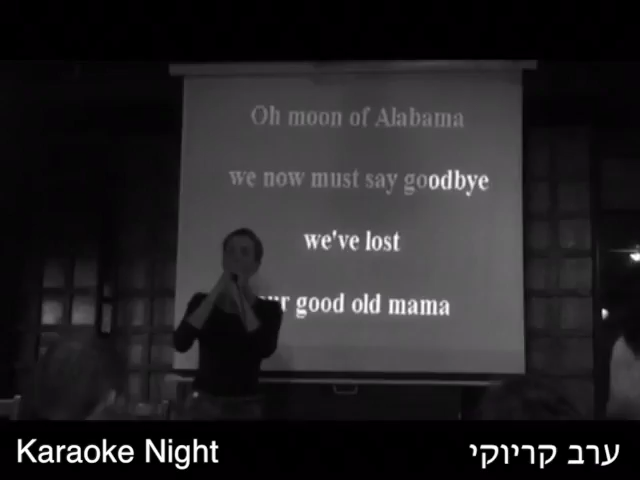 Oh moon of Alabama
we now must say goodbye
we've lost
good old mama
Karaoke Night
ערב קריוקי